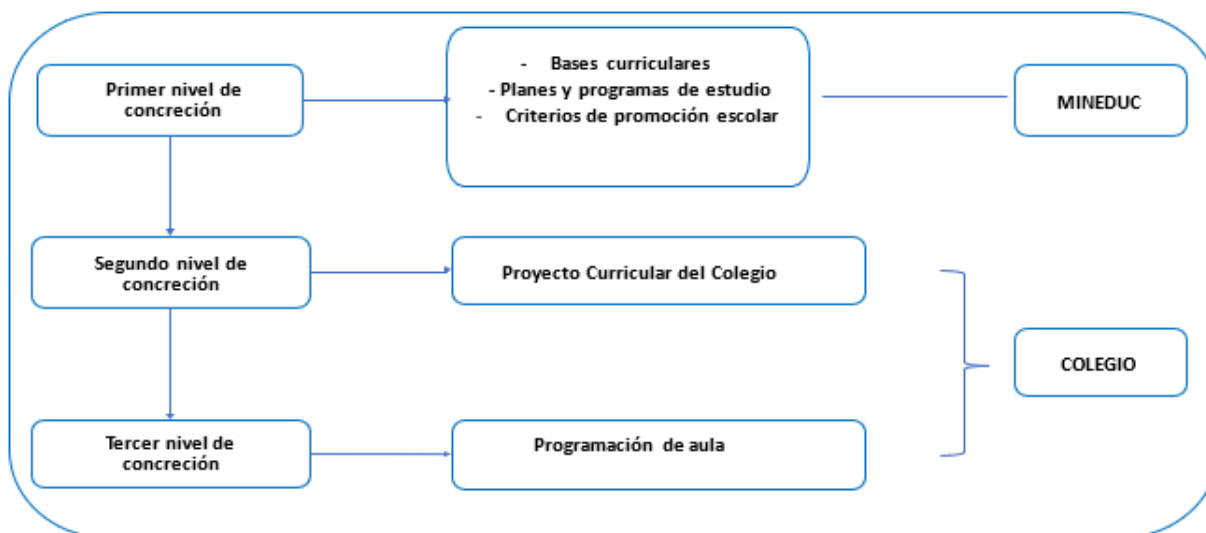 Primer nivel de
concreción
- Bases curriculares
- Planes y programas de estudio
- Criterios de promoción escolar
MINEDUC
Segundo nivel de
concreción
Proyecto Curricular del Colegio
COLEGIO
Tercer nivel de
concreción
Programación de aula